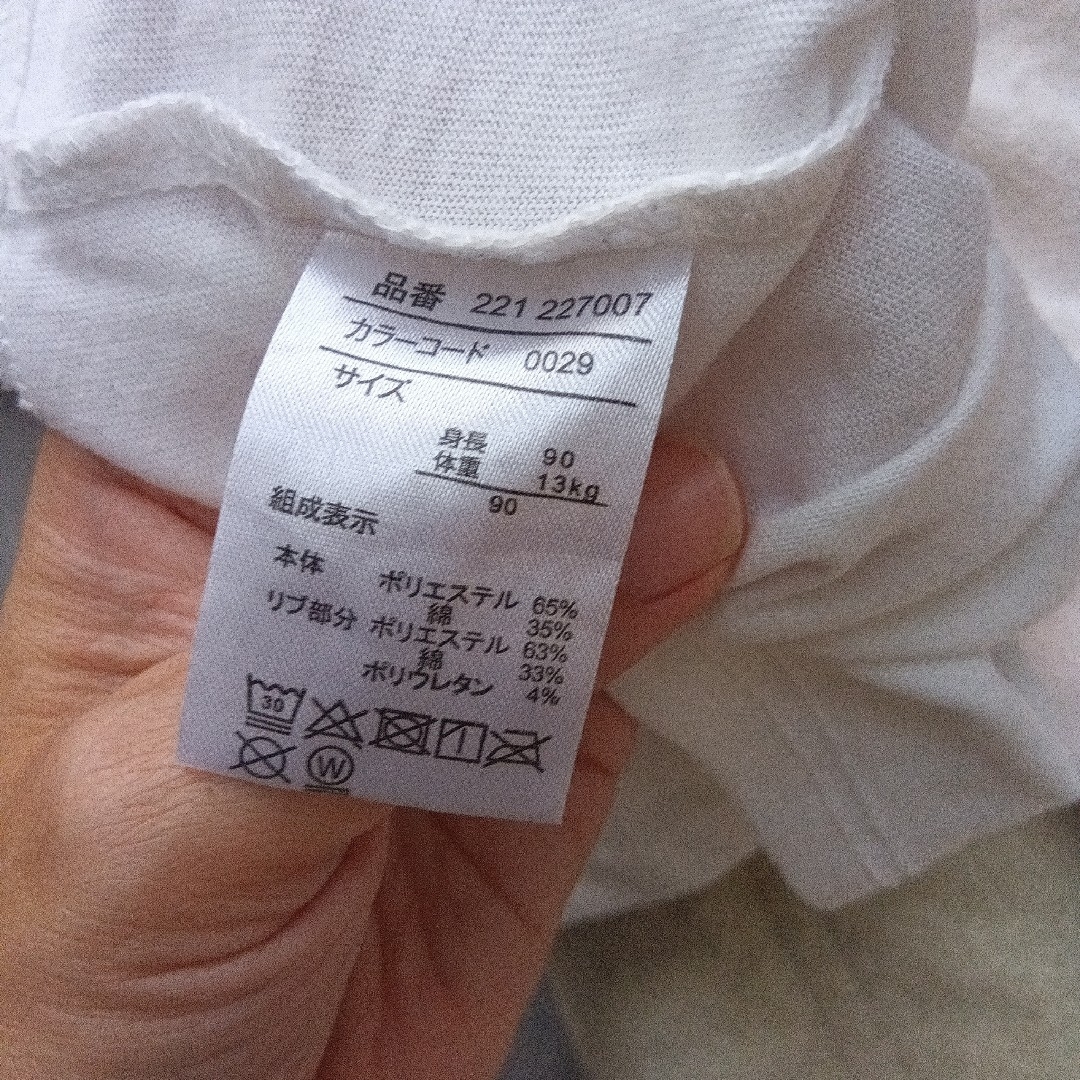 品番 221 227007
カラーコード 0029
サイズ
身長 90
体重 13kg
90
組成表示
本体 ポリエステル 65%
綿 35%
リブ部分 ポリエステル 63%
綿 33%
ポリウレタン 4%
30
W